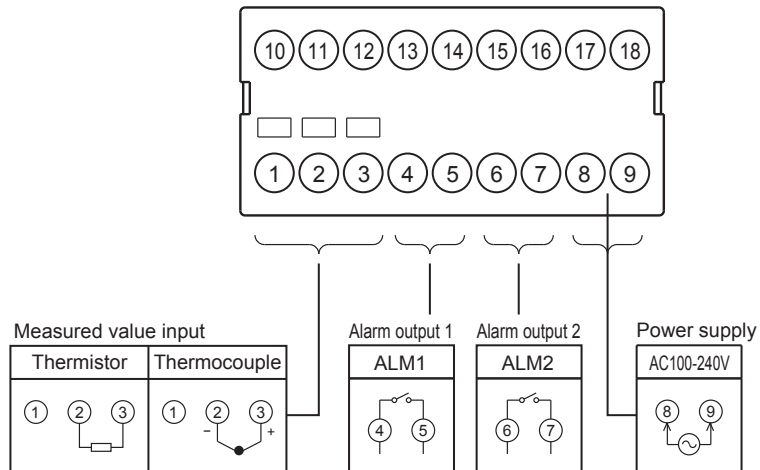 10 11 12 13 14 15 16 17 18
1 2 3 4 5 6 7 8 9
Measured value input
Thermistor Thermocouple
1 2 3 1 2 3
− +
Alarm output 1
ALM1
4 5
Alarm output 2
ALM2
6 7
Power supply
AC100-240V
8 9